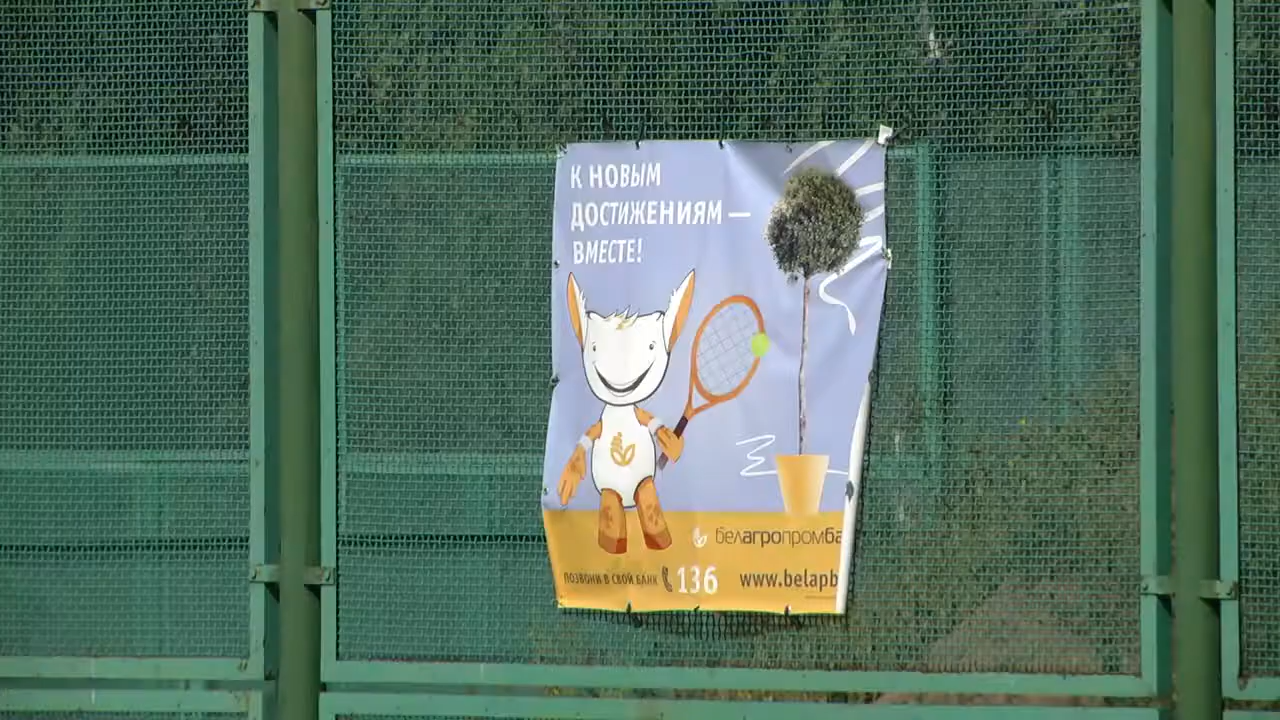 К НОВЫМ
ДОСТИЖЕНИЯМ —
ВМЕСТЕ!
белагропромба
ПОЗВОНИ В СВОЙ БАНК 136
www.belapb